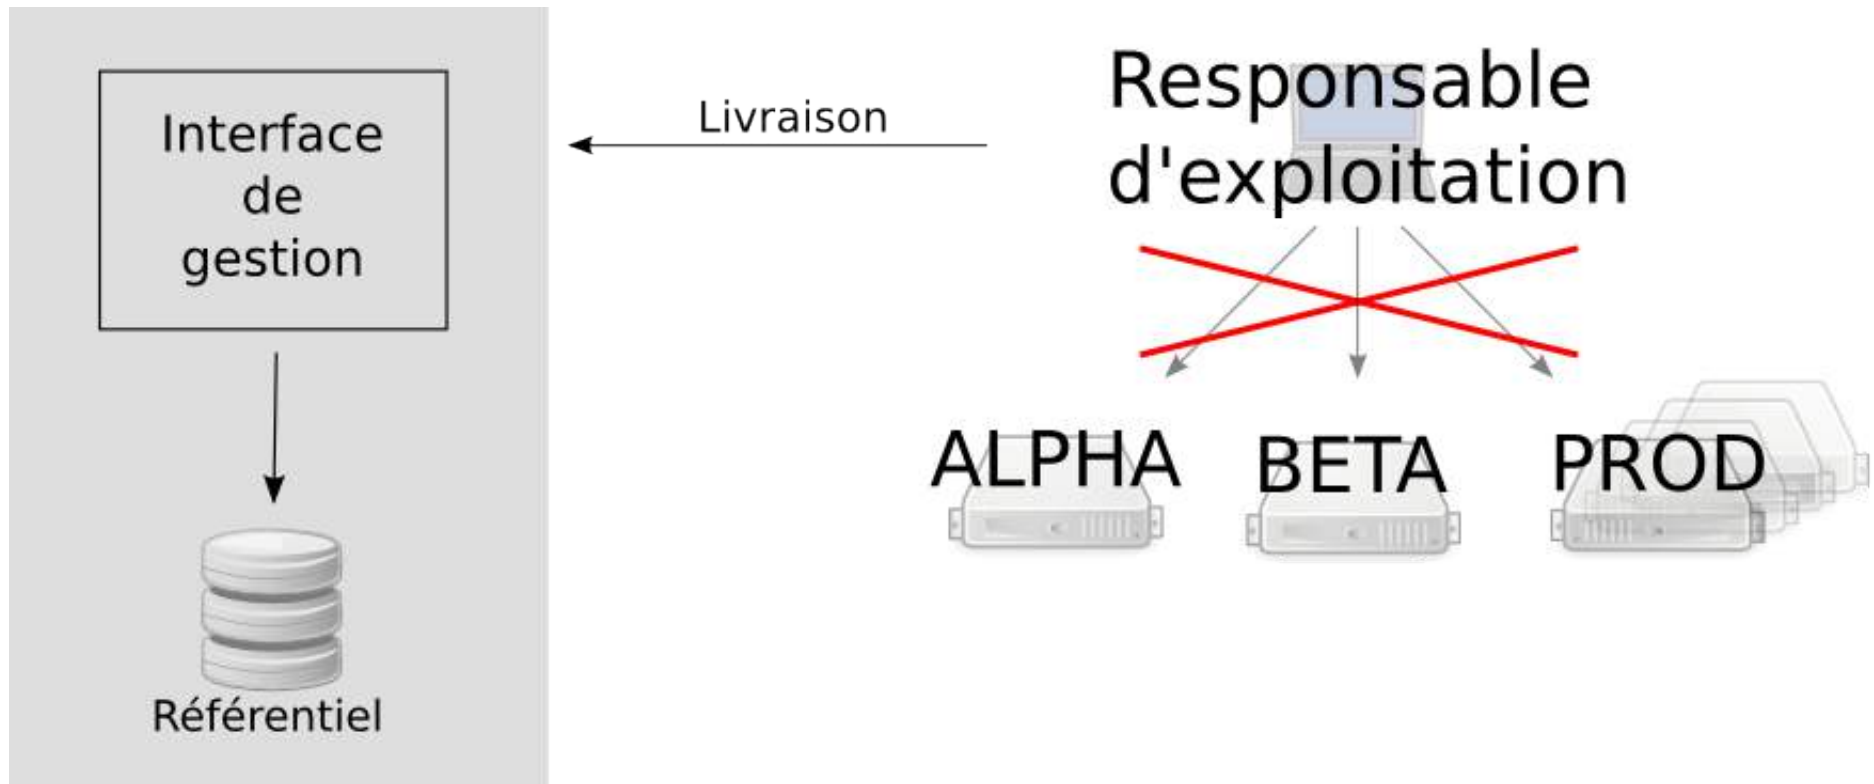 Interface
de
gestion
Référentiel
Livraison
Responsable
d'exploitation
ALPHA
BETA
PROD